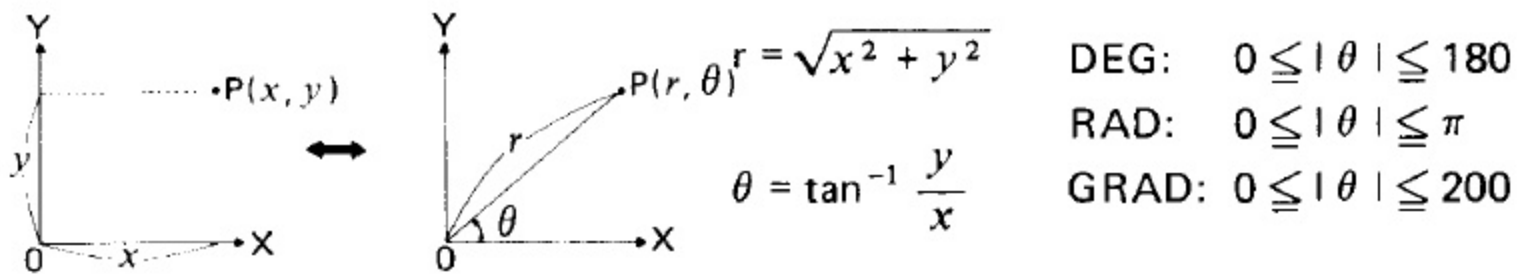 Y
P(x, y)
y
0
x
X
Y
P(r, θ)
r
θ
0
X
r = √x² + y²
θ = tan⁻¹ y/x
DEG: 0 ≦ | θ | ≦ 180
RAD: 0 ≦ | θ | ≦ π
GRAD: 0 ≦ | θ | ≦ 200